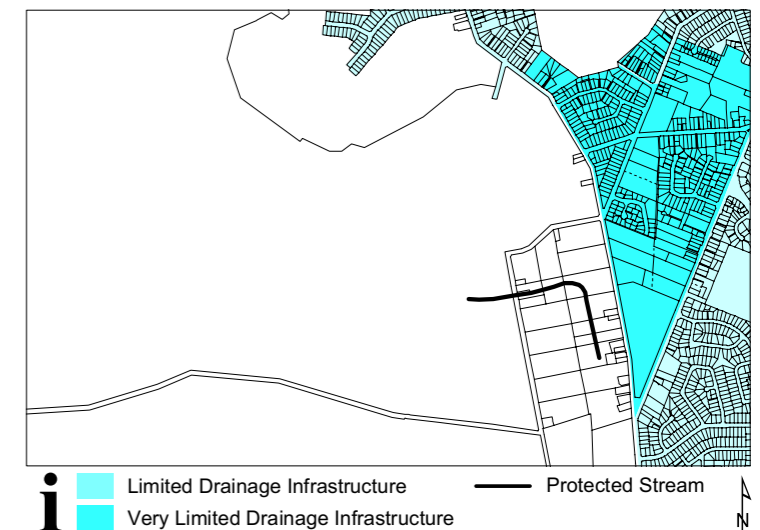 i
Limited Drainage Infrastructure
Protected Stream
Very Limited Drainage Infrastructure
N